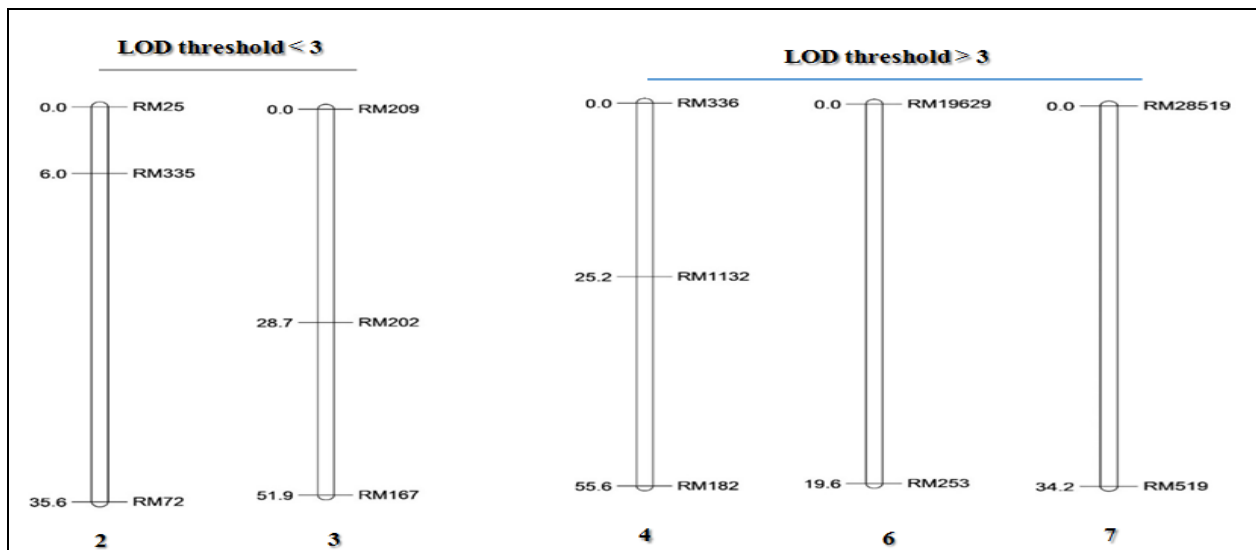 LOD threshold < 3
LOD threshold > 3
0.0 RM25
6.0 RM335
35.6 RM72
2
0.0 RM209
28.7 RM202
51.9 RM167
3
0.0 RM336
25.2 RM1132
55.6 RM182
4
0.0 RM19629
19.6 RM253
6
0.0 RM28519
34.2 RM519
7